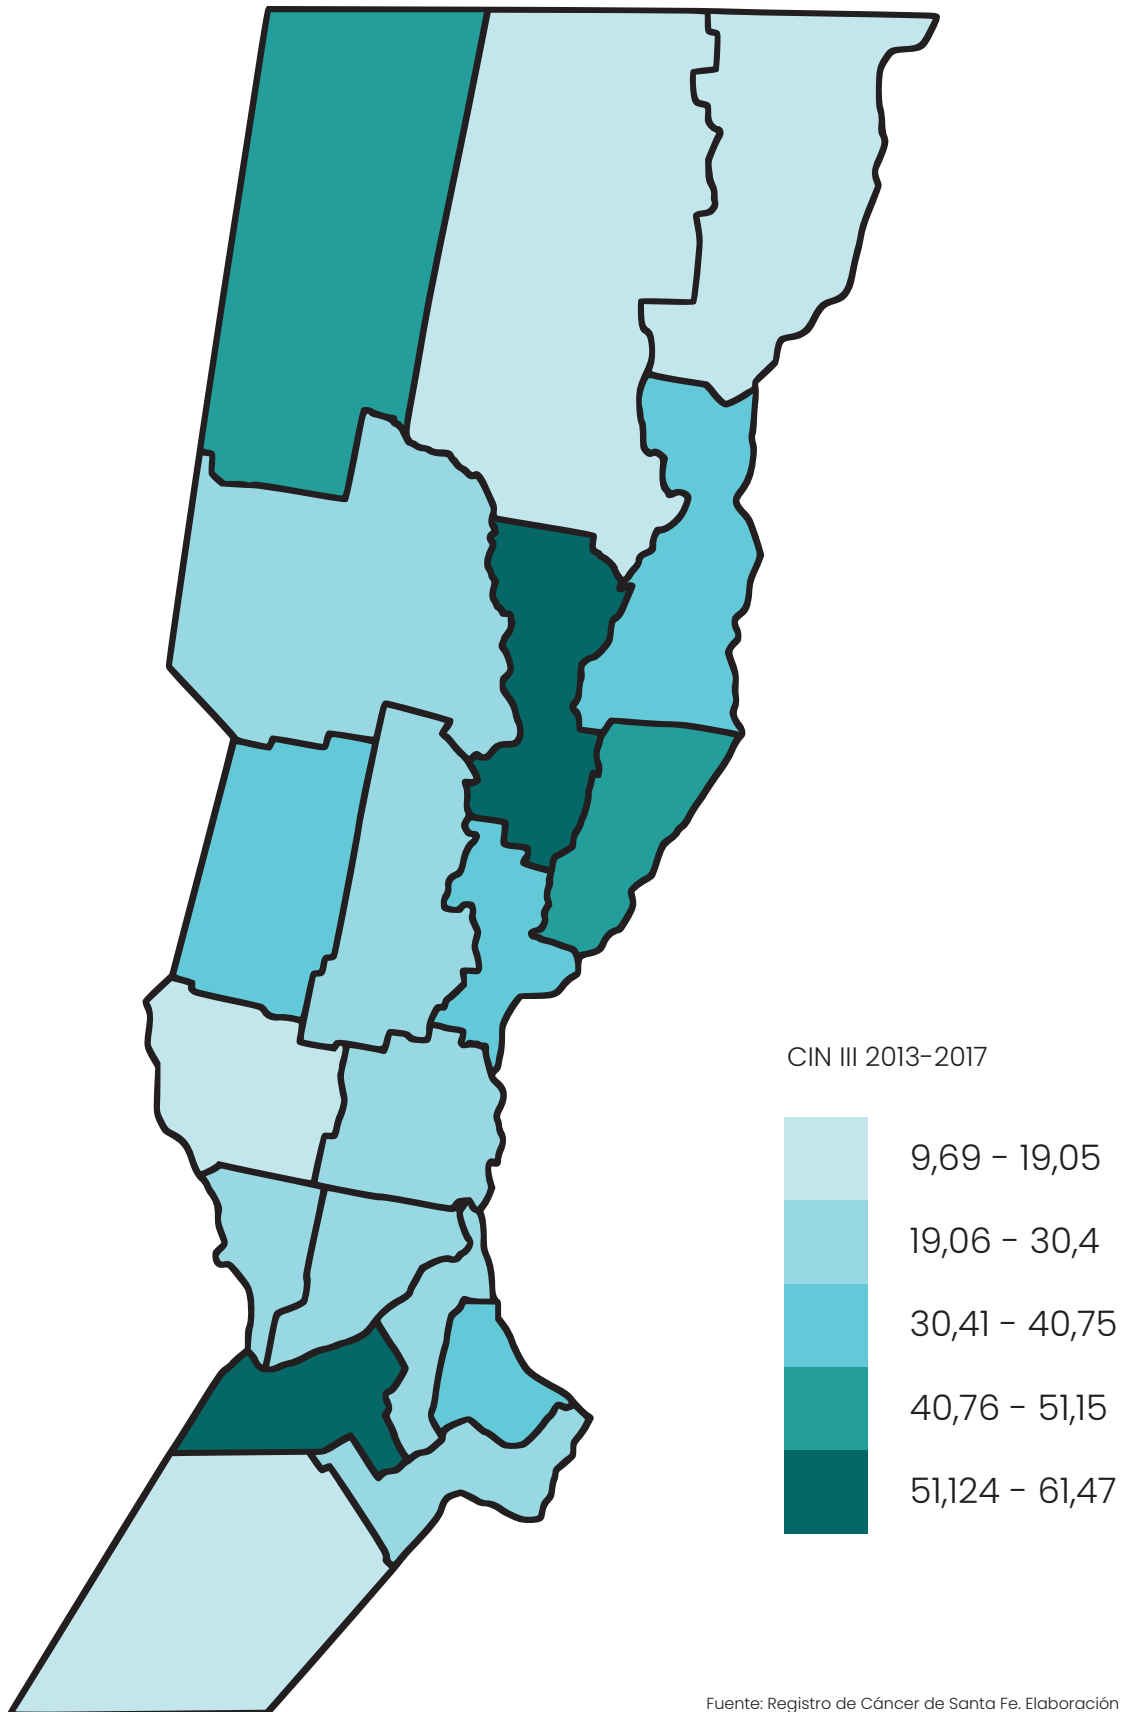 CIN III 2013-2017
9,69 - 19,05
19,06 - 30,4
30,41 - 40,75
40,76 - 51,15
51,124 - 61,47
Fuente: Registro de Cáncer de Santa Fe. Elaboración